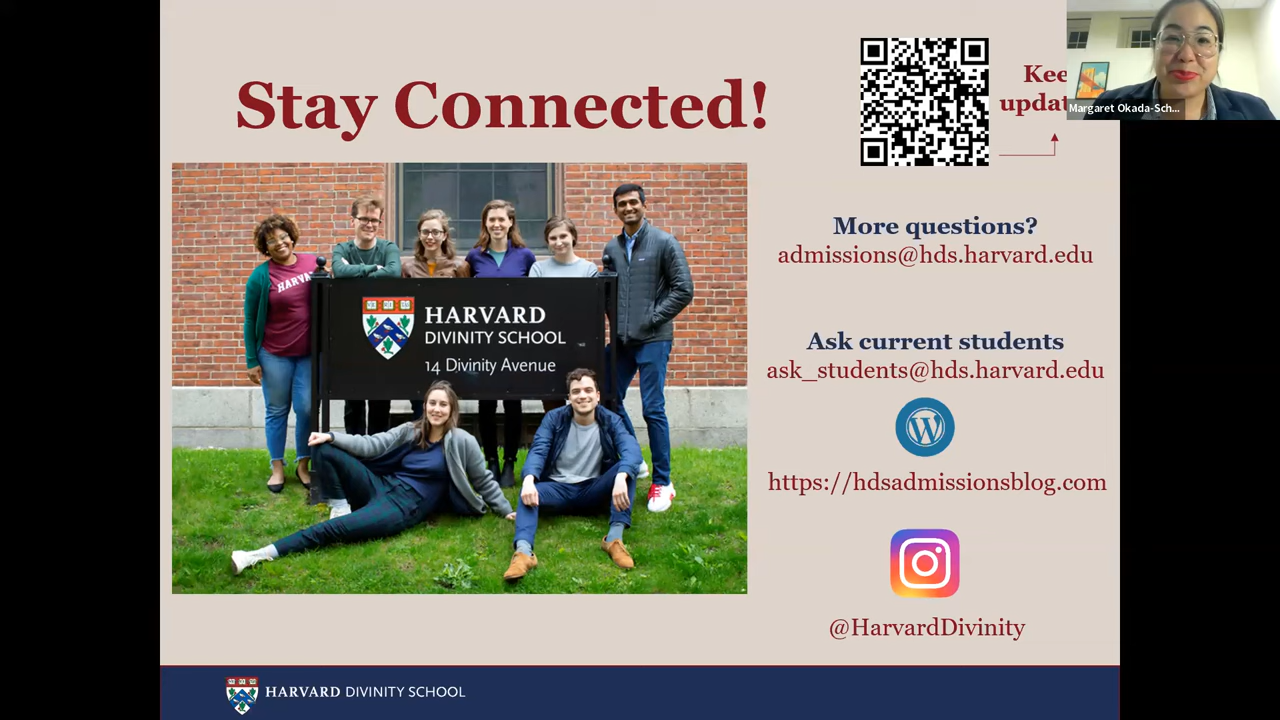 Stay Connected!
Kee
updat
Margaret Okada-Sch...
HARVARD
HARVARD
DIVINITY SCHOOL
14 Divinity Avenue
More questions?
admissions@hds.harvard.edu
Ask current students
ask_students@hds.harvard.edu
https://hdsadmissionsblog.com
@HarvardDivinity
HARVARD DIVINITY SCHOOL